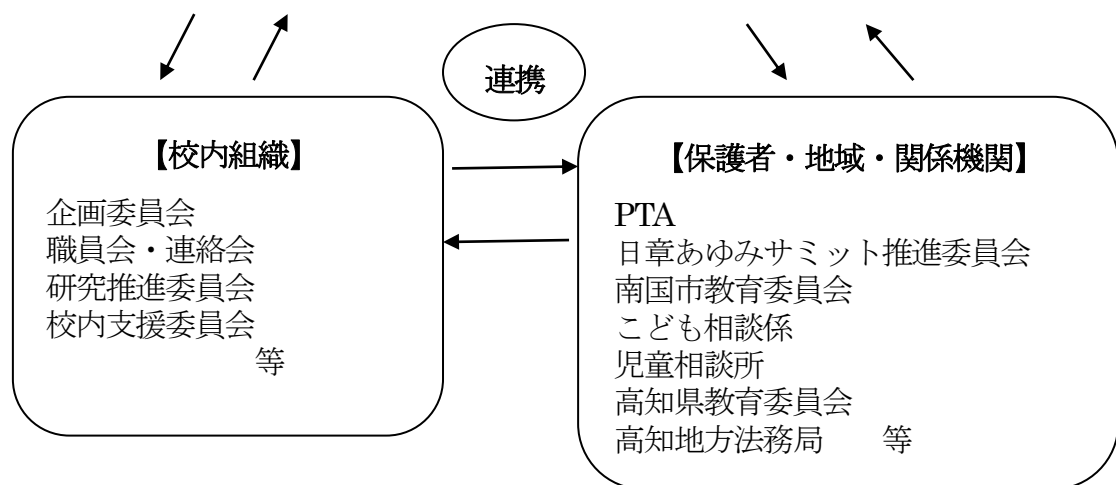 連携
【校内組織】
企画委員会
職員会・連絡会
研究推進委員会
校内支援委員会
等
【保護者・地域・関係機関】
PTA
日章あゆみサミット推進委員会
南国市教育委員会
こども相談係
児童相談所
高知県教育委員会
高知地方法務局　　等